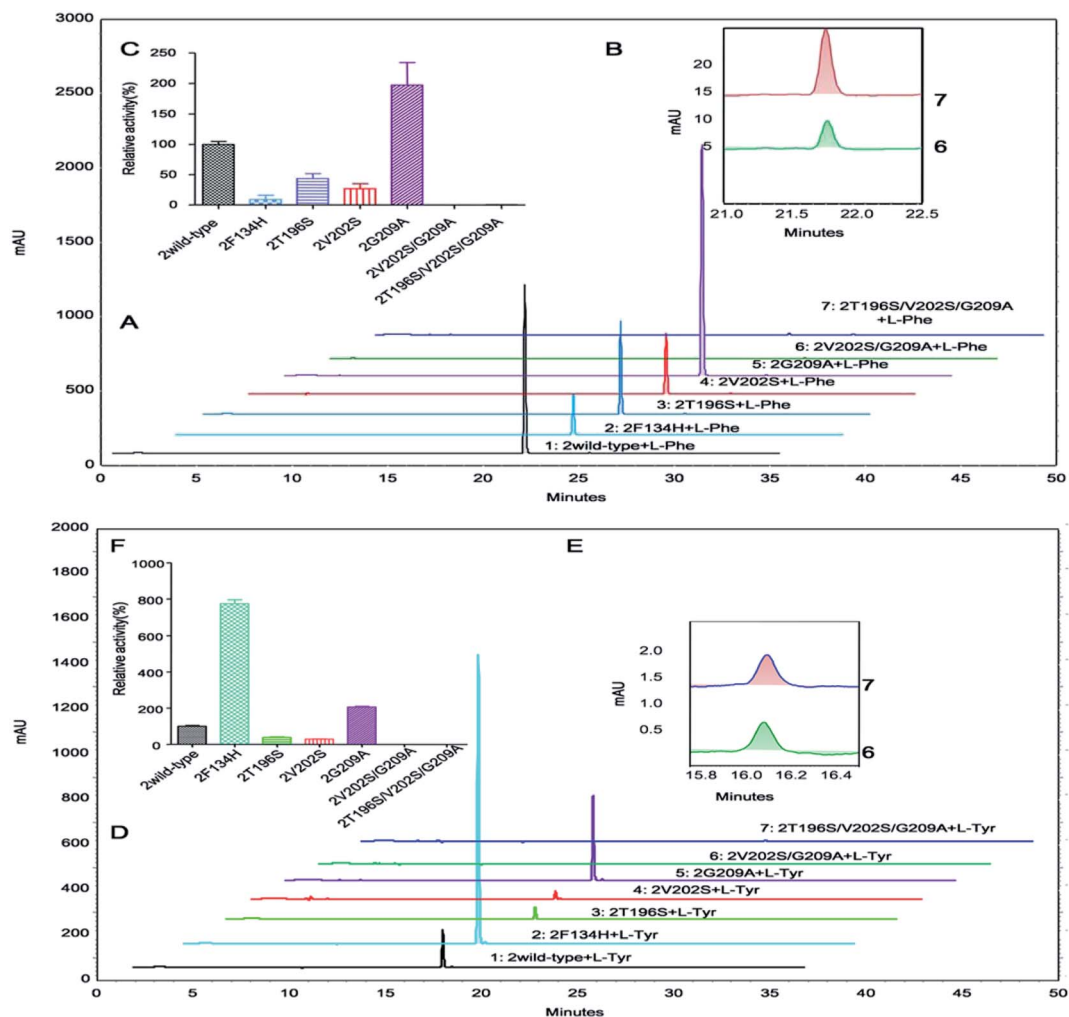 3000
2500
2000
1500
1000
500
0
mAU
0
5
10
15
20
25
30
35
40
45
50
Minutes
C
250
200
150
100
50
0
Relative activity(%)
2wild-type
2F134H
2T196S
2V202S
2G209A
2V202S/G209A
2T196S/V202S/G209A
B
20
15
10
5
mAU
7
6
21.0
21.5
22.0
22.5
Minutes
A
7: 2T196S/V202S/G209A
+L-Phe
6: 2V202S/G209A+L-Phe
5: 2G209A+L-Phe
4: 2V202S+L-Phe
3: 2T196S+L-Phe
2: 2F134H+L-Phe
1: 2wild-type+L-Phe
2000
1800
1600
1400
1200
1000
800
600
400
200
0
mAU
0
5
10
15
20
25
30
35
40
45
50
Minutes
F
1000
800
600
400
200
0
Relative activity(%)
2wild-type
2F134H
2T196S
2V202S
2G209A
2V202S/G209A
2T196S/V202S/G209A
E
2.0
1.5
1.0
0.5
mAU
7
6
15.8
16.0
16.2
16.4
Minutes
D
7: 2T196S/V202S/G209A+L-Tyr
6: 2V202S/G209A+L-Tyr
5: 2G209A+L-Tyr
4: 2V202S+L-Tyr
3: 2T196S+L-Tyr
2: 2F134H+L-Tyr
1: 2wild-type+L-Tyr